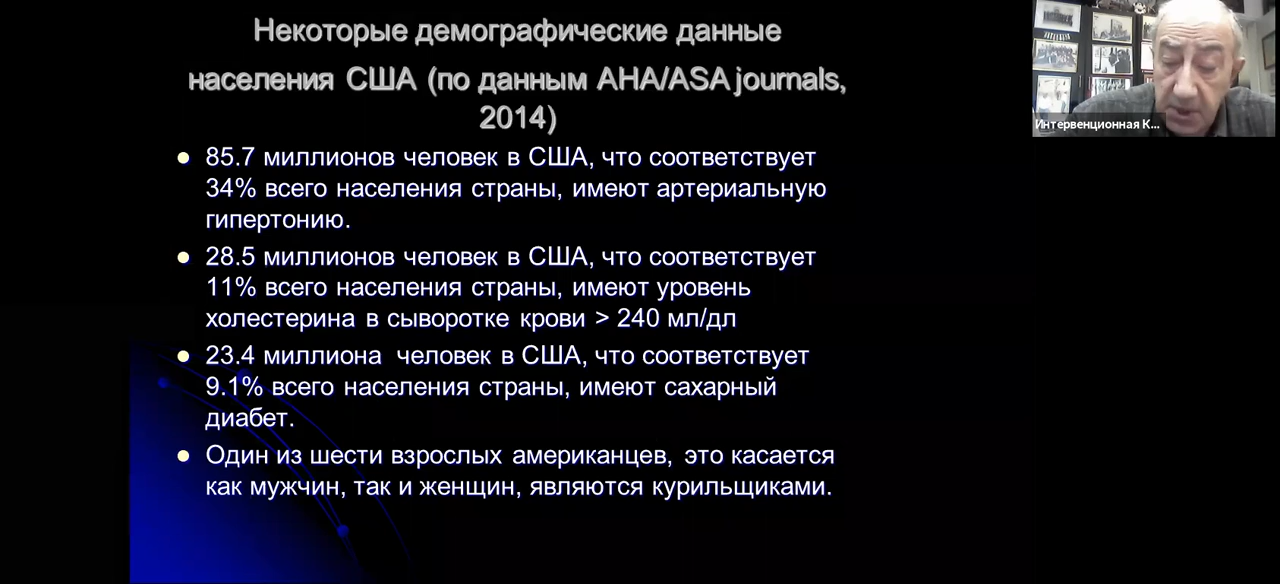 Некоторые демографические данные
населения США (по данным AHA/ASA journals,
2014)
85.7 миллионов человек в США, что соответствует
34% всего населения страны, имеют артериальную
гипертонию.
28.5 миллионов человек в США, что соответствует
11% всего населения страны, имеют уровень
холестерина в сыворотке крови > 240 мл/дл
23.4 миллиона человек в США, что соответствует
9.1% всего населения страны, имеют сахарный
диабет.
Один из шести взрослых американцев, это касается
как мужчин, так и женщин, являются курильщиками.
Интервенционная К...